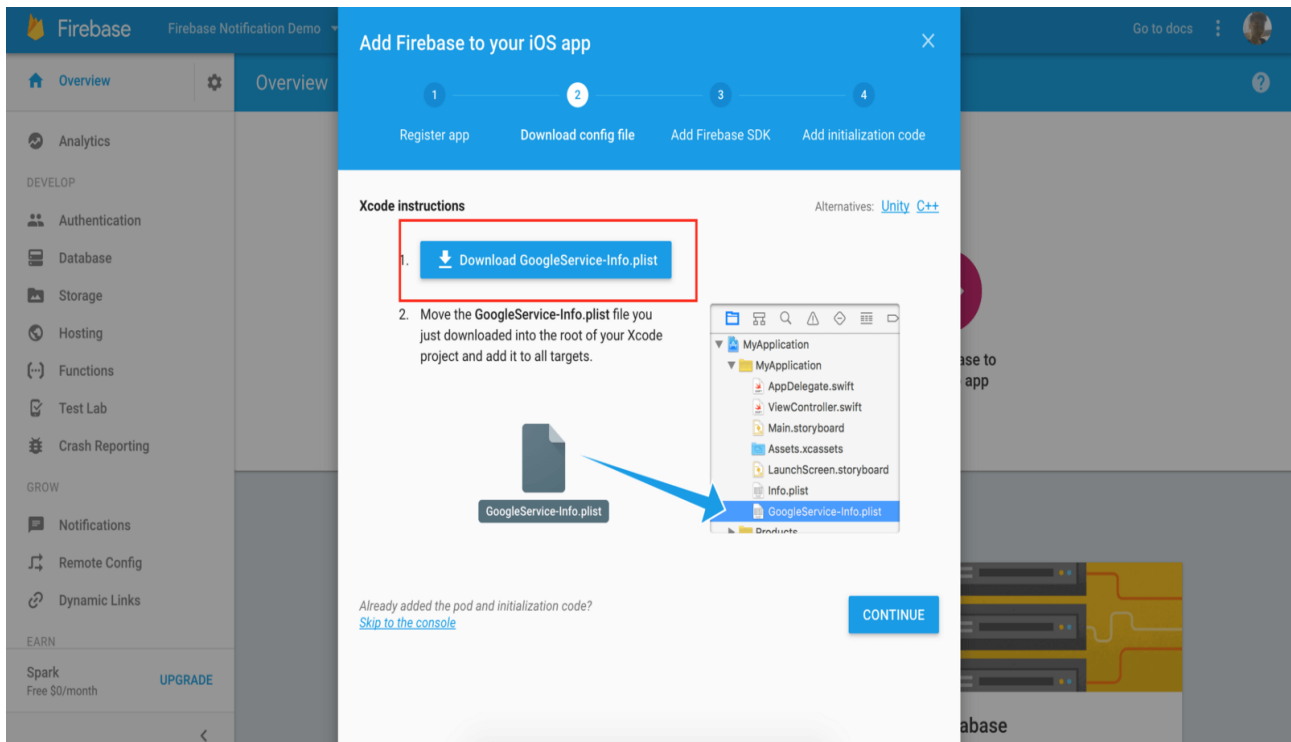 Firebase
Firebase Notification Demo
Go to docs
Overview
Overview
Analytics
DEVELOP
Authentication
Database
Storage
Hosting
Functions
Test Lab
Crash Reporting
GROW
Notifications
Remote Config
Dynamic Links
EARN
Spark
Free $0/month
UPGRADE
Add Firebase to your iOS app
1
2
3
4
Register app
Download config file
Add Firebase SDK
Add initialization code
Xcode instructions
Alternatives: Unity C++
1. Download GoogleService-Info.plist
2. Move the GoogleService-Info.plist file you
just downloaded into the root of your Xcode
project and add it to all targets.
GoogleService-Info.plist
MyApplication
MyApplication
AppDelegate.swift
ViewController.swift
Main.storyboard
Assets.xcassets
LaunchScreen.storyboard
Info.plist
GoogleService-Info.plist
Products
Already added the pod and initialization code?
Skip to the console
CONTINUE
ase to
app
abase